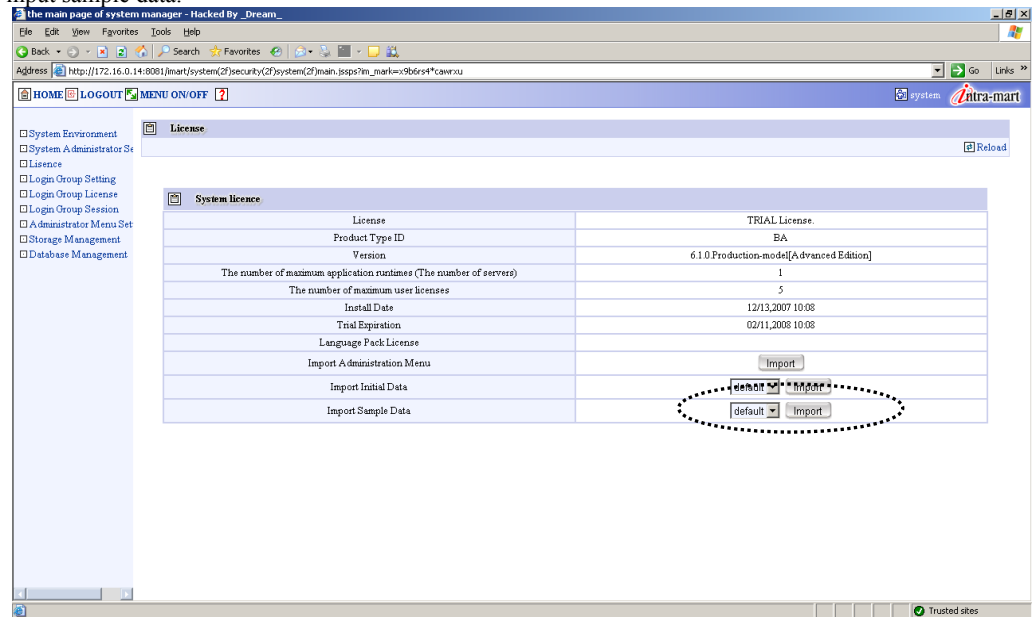 input sample data.
the main page of system manager - Hacked By _Dream_
File Edit View Favorites Tools Help
Back Search Favorites
Address http://172.16.0.14:8081/imart/system(2f)security(2f)system(2f)main.jssps?im_mark=x9b6rs4*cawrxu Go Links »
HOME LOGOUT MENU ON/OFF ? system intra-mart
System Environment
System Administrator Se
Lisence
Login Group Setting
Login Group License
Login Group Session
Administrator Menu Set
Storage Management
Database Management
License
Reload
System licence
License TRIAL License.
Product Type ID BA
Version 6.1.0.Production-model[Advanced Edition]
The number of maximum application runtimes (The number of servers) 1
The number of maximum user licenses 5
Install Date 12/13,2007 10:08
Trial Expiration 02/11,2008 10:08
Language Pack License
Import Administration Menu Import
Import Initial Data default Import
Import Sample Data default Import
Trusted sites